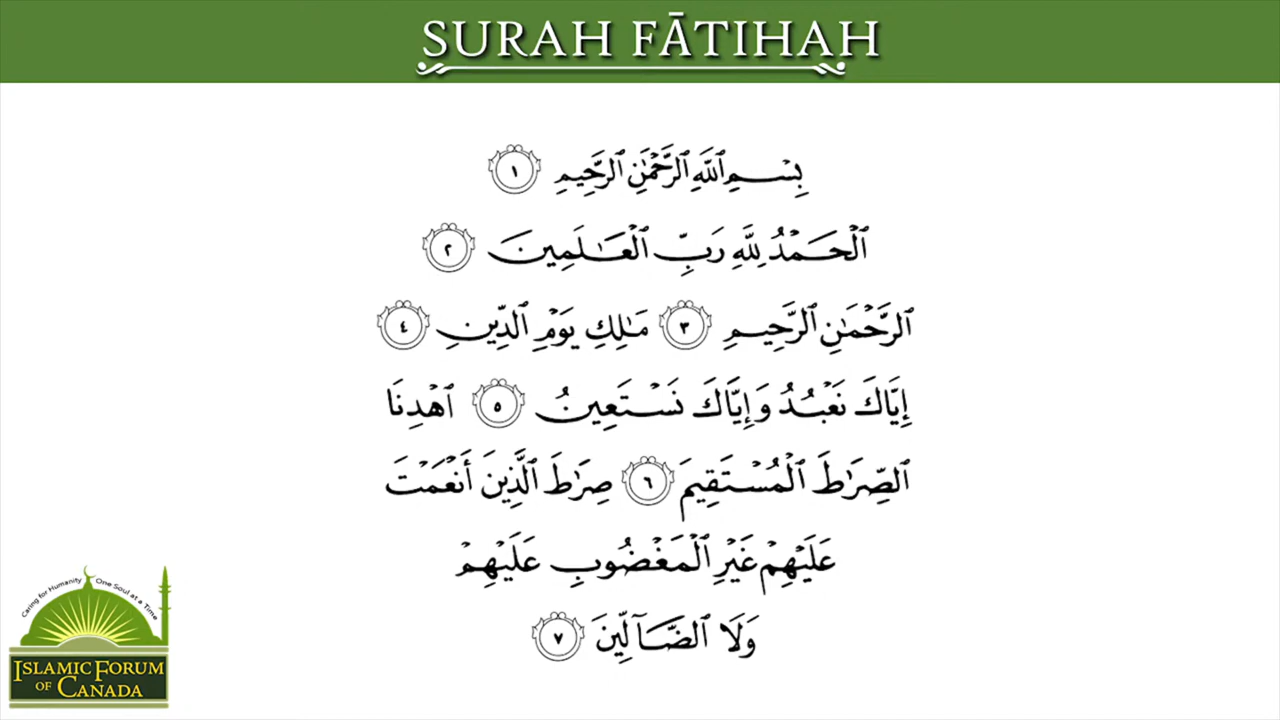 SURAH FĀTIHAH
بِسْمِ ٱللَّهِ ٱلرَّحْمَـٰنِ ٱلرَّحِيمِ ١
ٱلْحَمْدُ لِلَّهِ رَبِّ ٱلْعَـٰلَمِينَ ٢
ٱلرَّحْمَـٰنِ ٱلرَّحِيمِ ٣ مَـٰلِكِ يَوْمِ ٱلدِّينِ ٤
إِيَّاكَ نَعْبُدُ وَإِيَّاكَ نَسْتَعِينُ ٥ ٱهْدِنَا
ٱلصِّرَٰطَ ٱلْمُسْتَقِيمَ ٦ صِرَٰطَ ٱلَّذِينَ أَنْعَمْتَ
عَلَيْهِمْ غَيْرِ ٱلْمَغْضُوبِ عَلَيْهِمْ
وَلَا ٱلضَّآلِّينَ ٧
Caring for Humanity One Soul at a Time
ISLAMIC FORUM
OF CANADA